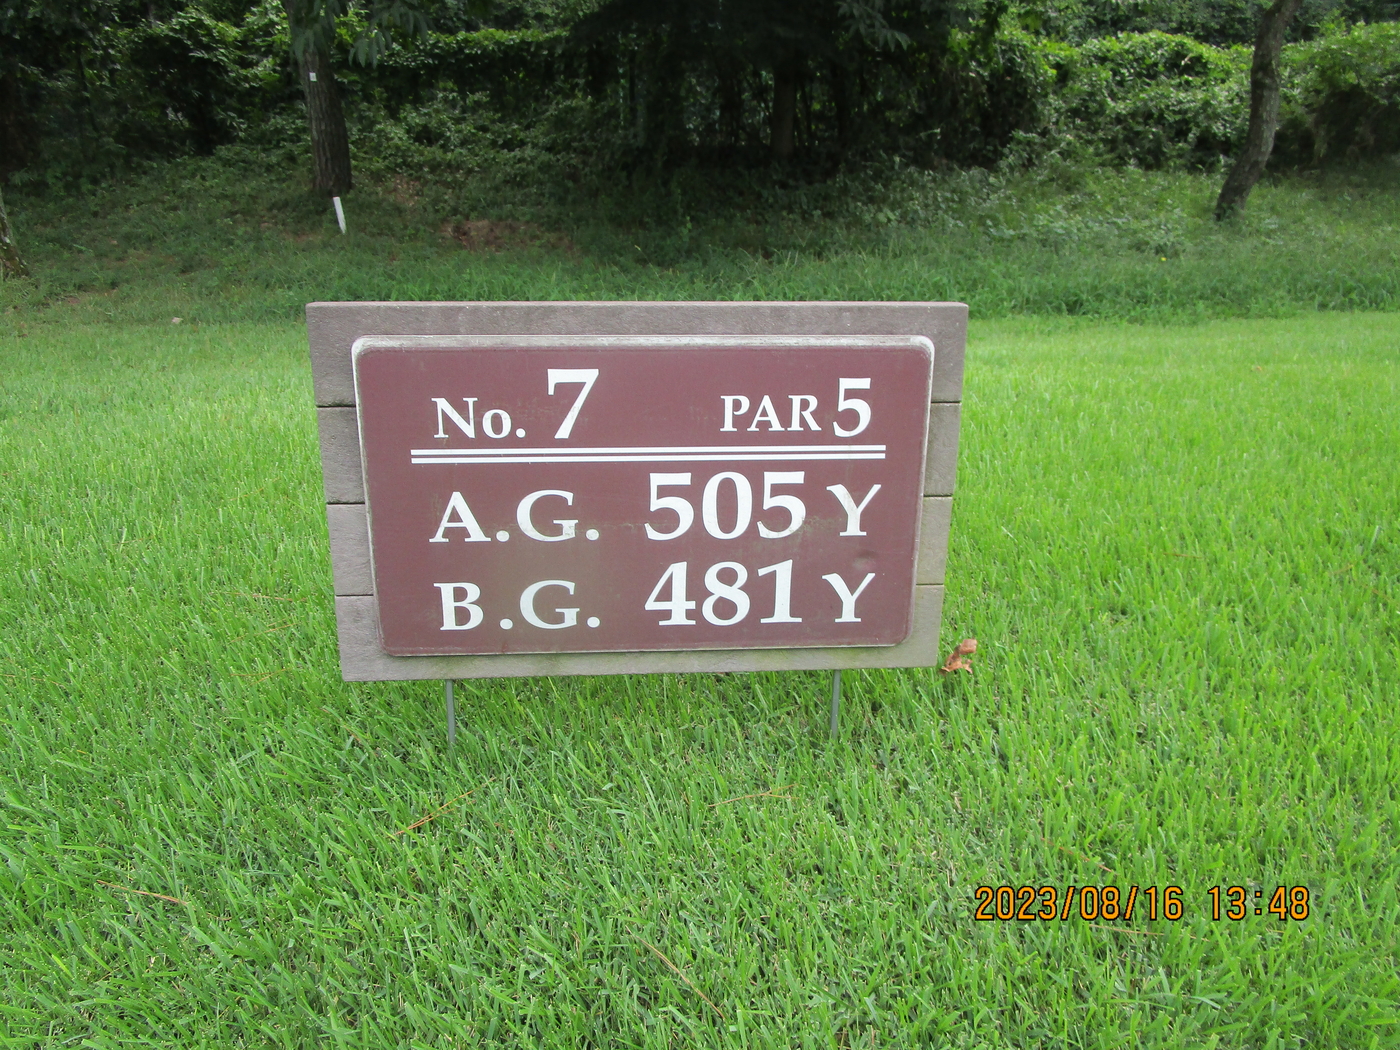 No. 7 PAR 5
A.G. 505 Y
B.G. 481 Y
2023/08/16 13:48